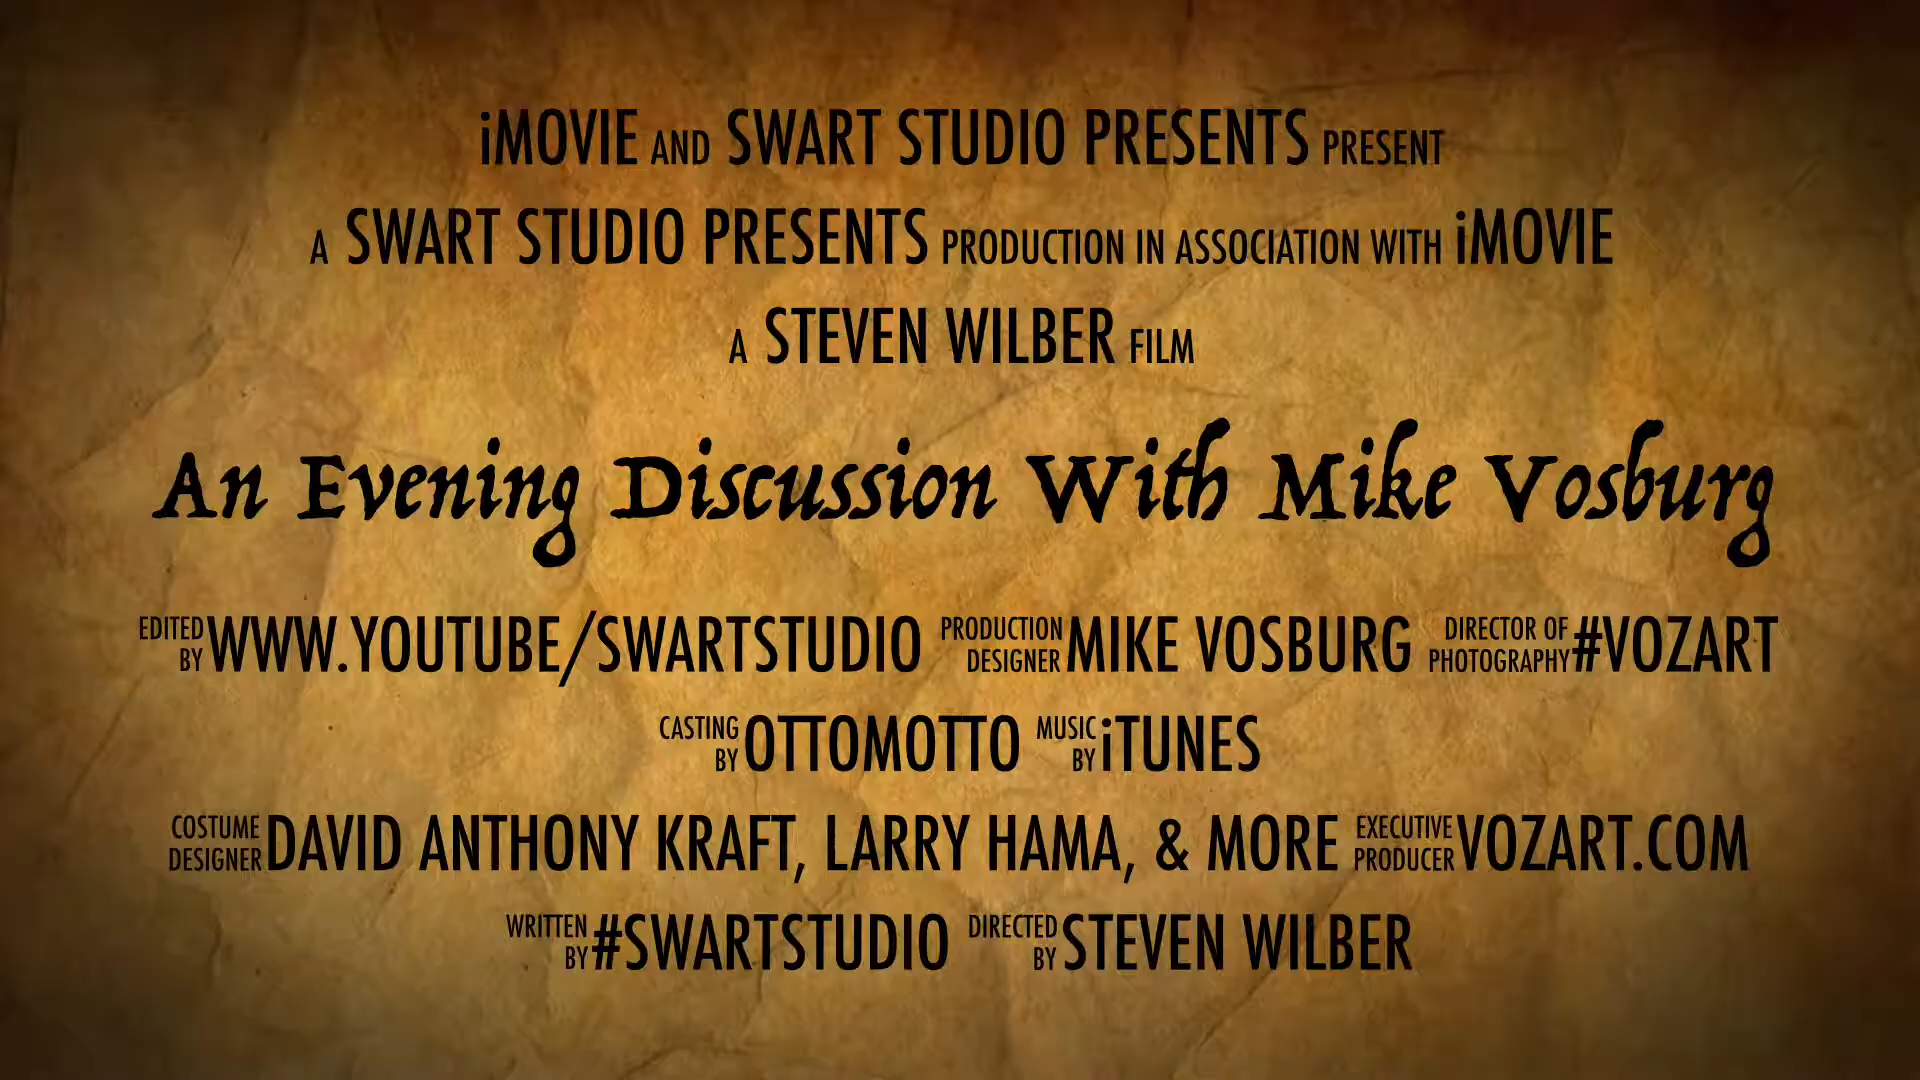 iMOVIE AND SWART STUDIO PRESENTS PRESENT
A SWART STUDIO PRESENTS PRODUCTION IN ASSOCIATION WITH iMOVIE
A STEVEN WILBER FILM
An Evening Discussion With Mike Vosburg
EDITED BY WWW.YOUTUBE/SWARTSTUDIO PRODUCTION DESIGNER MIKE VOSBURG DIRECTOR OF PHOTOGRAPHY #VOZART
CASTING BY OTTOMOTTO MUSIC BY iTUNES
COSTUME DESIGNER DAVID ANTHONY KRAFT, LARRY HAMA, & MORE EXECUTIVE PRODUCER VOZART.COM
WRITTEN BY #SWARTSTUDIO DIRECTED BY STEVEN WILBER